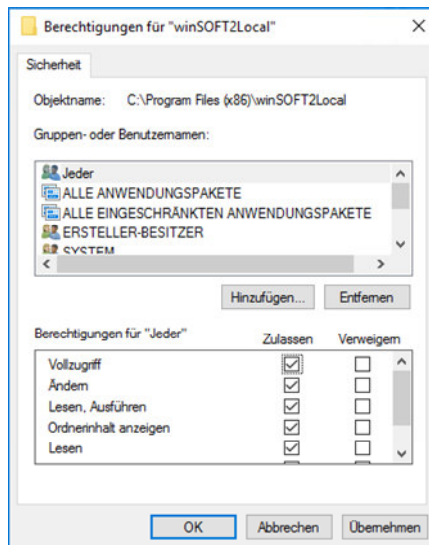 Berechtigungen für "winSOFT2Local"
Sicherheit
Objektname: C:\Program Files (x86)\winSOFT2Local
Gruppen- oder Benutzernamen:
Jeder
ALLE ANWENDUNGSPAKETE
ALLE EINGESCHRÄNKTEN ANWENDUNGSPAKETE
ERSTELLER-BESITZER
SYSTEM
Hinzufügen... Entfernen
Berechtigungen für "Jeder" Zulassen Verweigern
Vollzugriff
Ändern
Lesen, Ausführen
Ordnerinhalt anzeigen
Lesen
OK Abbrechen Übernehmen